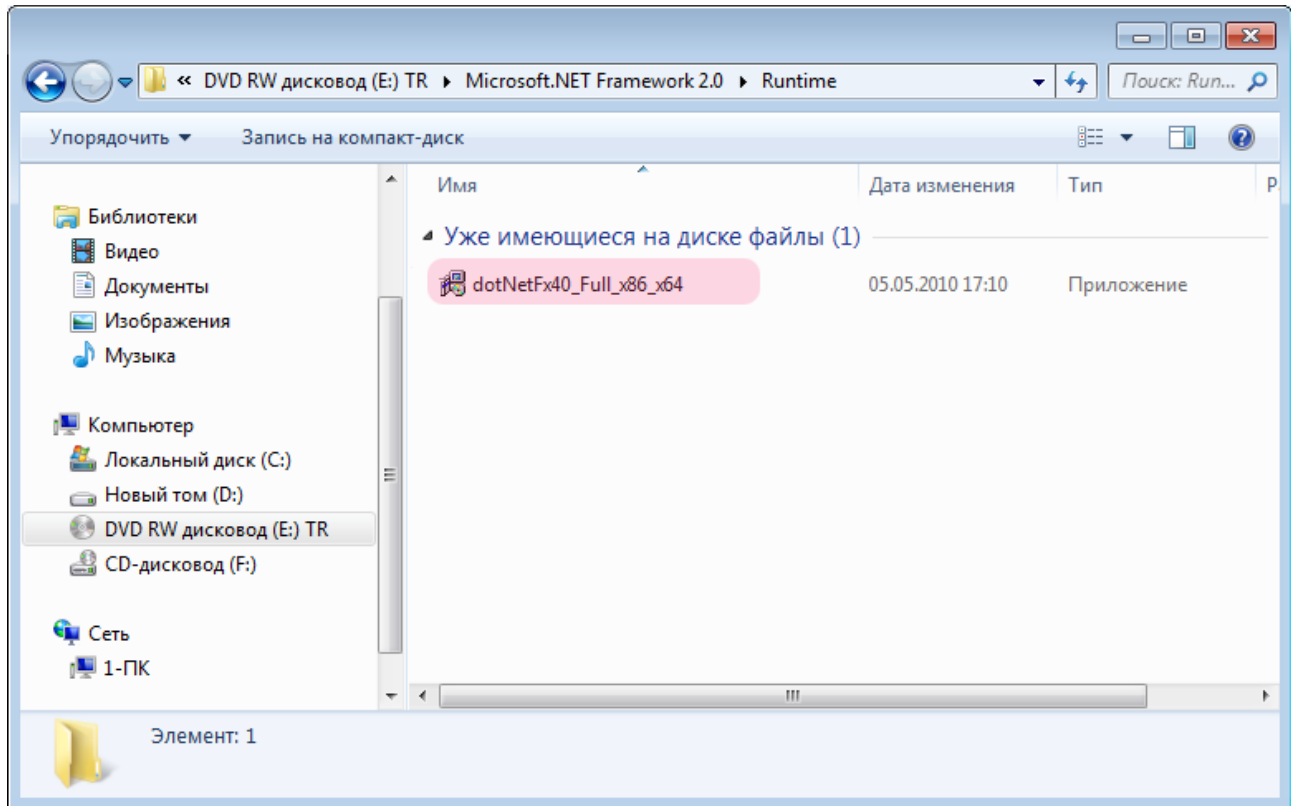 « DVD RW дисковод (E:) TR Microsoft.NET Framework 2.0 Runtime Поиск: Run...
Упорядочить Запись на компакт-диск
Имя Дата изменения Тип Р
Библиотеки
Уже имеющиеся на диске файлы (1)
Видео
Документы
dotNetFx40_Full_x86_x64 05.05.2010 17:10 Приложение
Изображения
Музыка
Компьютер
Локальный диск (C:)
Новый том (D:)
DVD RW дисковод (E:) TR
CD-дисковод (F:)
Сеть
1-ПК
Элемент: 1